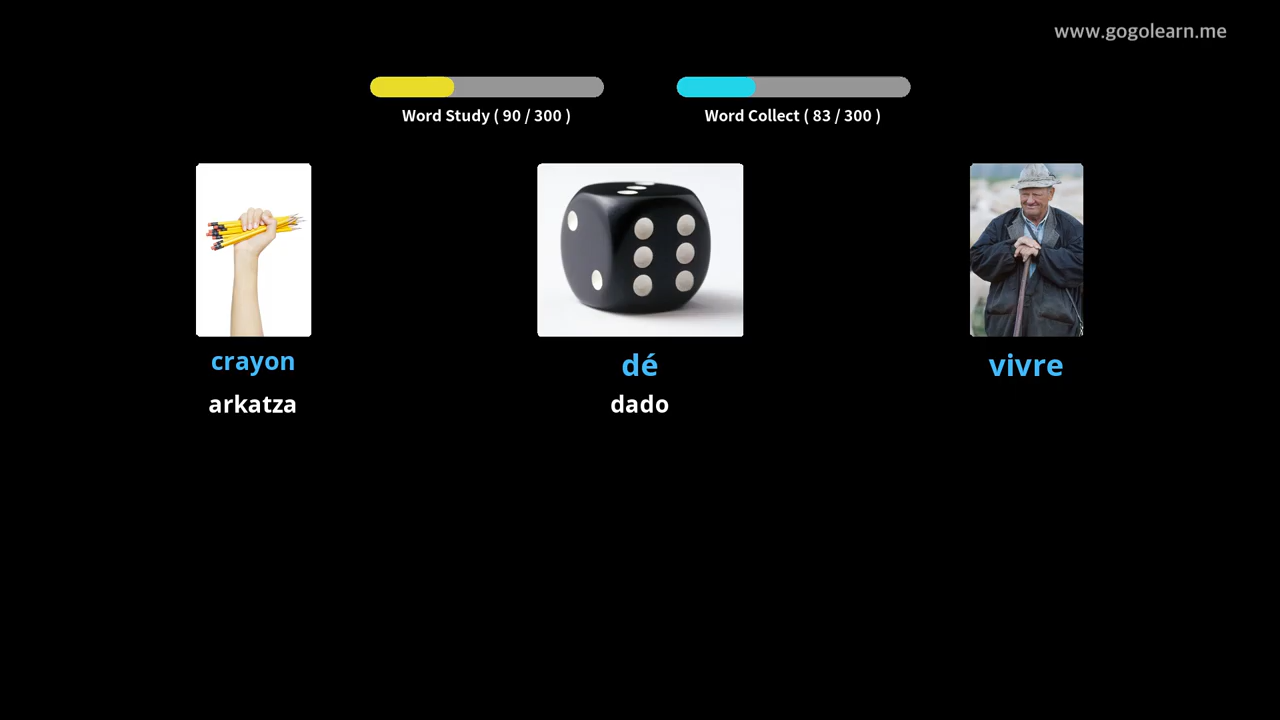 www.gogolearn.me
Word Study ( 90 / 300 )
Word Collect ( 83 / 300 )
crayon
dé
vivre
arkatza
dado